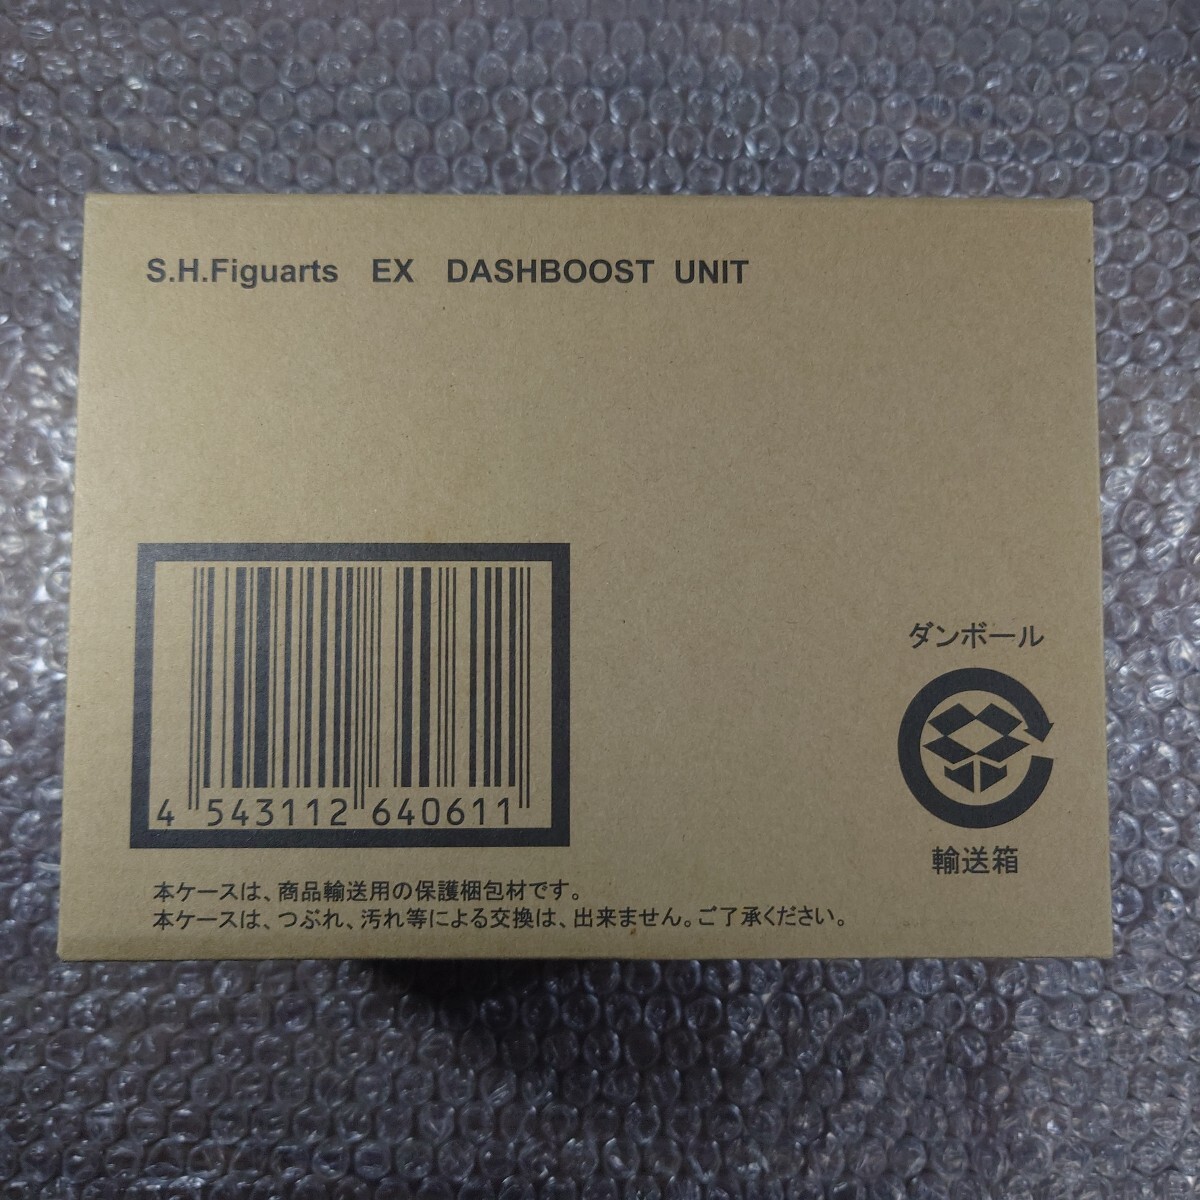 S.H.Figuarts EX DASHBOOST UNIT
4 543112 640611
ダンボール
輸送箱
本ケースは、商品輸送用の保護梱包材です。
本ケースは、つぶれ、汚れ等による交換は、出来ません。ご了承ください。